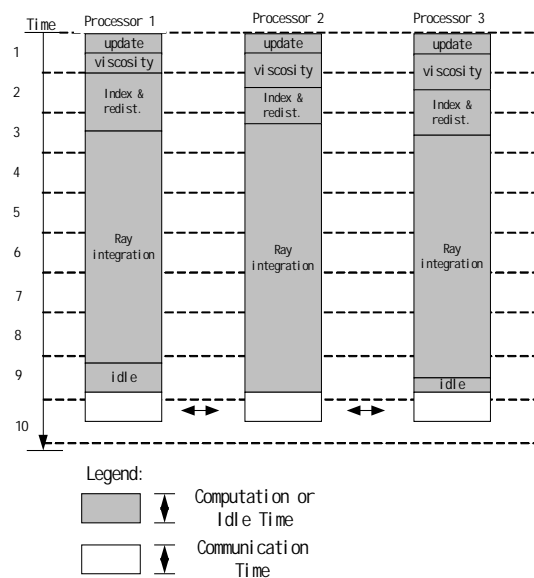 Time
Processor 1
Processor 2
Processor 3
1
2
3
4
5
6
7
8
9
10
update
viscosity
Index &
redist.
Ray
integration
idle
update
viscosity
Index &
redist.
Ray
integration
update
viscosity
Index &
redist.
Ray
integration
idle
Legend:
Computation or
Idle Time
Communication
Time